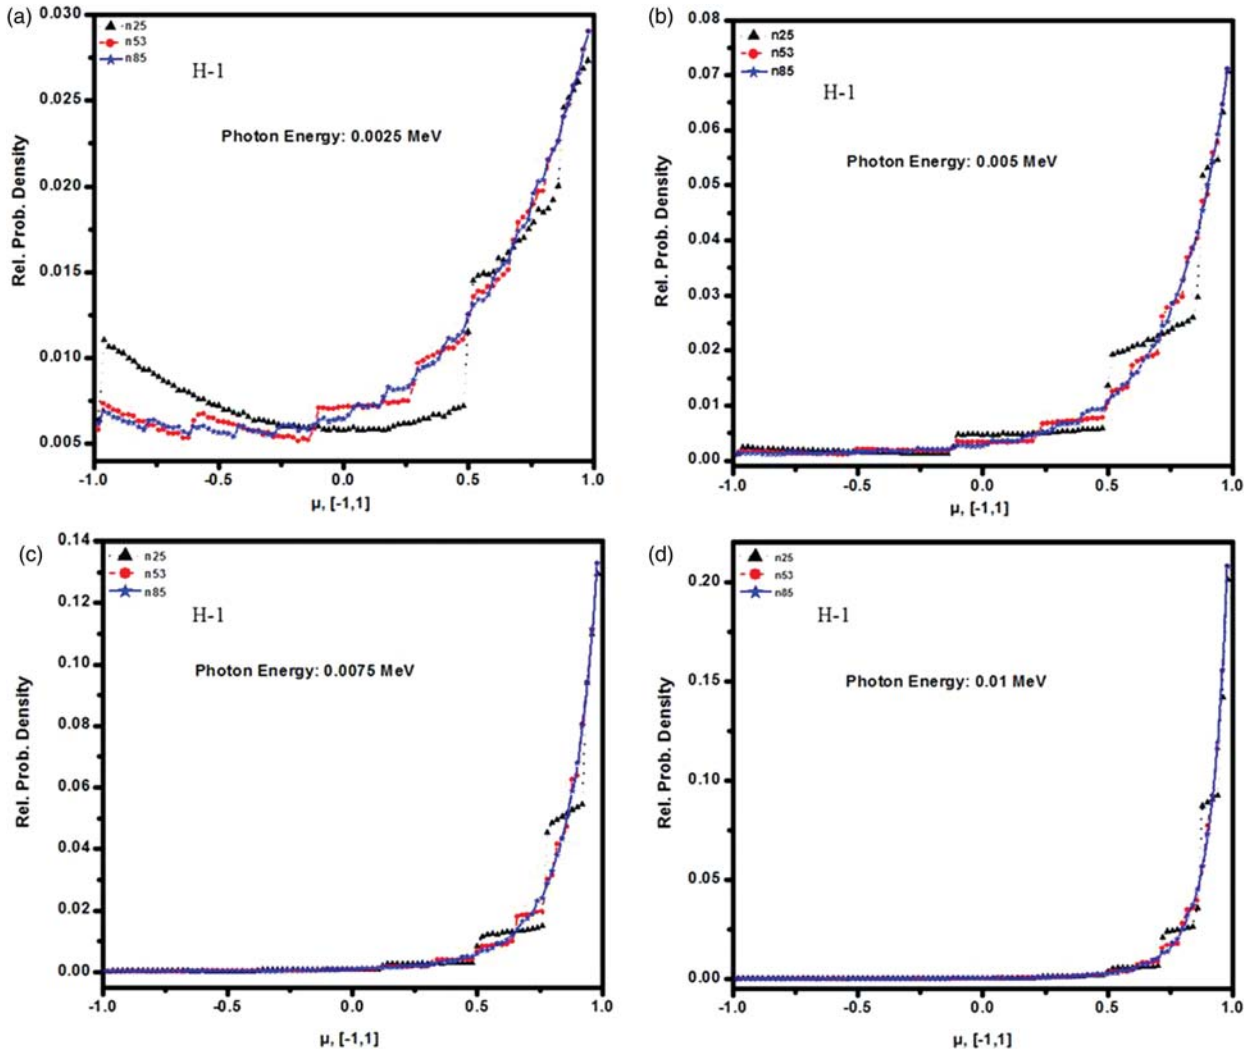 (a)
0.030
0.025
0.020
0.015
0.010
0.005
Rel. Prob. Density
n25
n53
n85
H-1
Photon Energy: 0.0025 MeV
-1.0 -0.5 0.0 0.5 1.0
μ, [-1,1]
(b)
0.08
0.07
0.06
0.05
0.04
0.03
0.02
0.01
0.00
Rel. Prob. Density
n25
n53
n85
H-1
Photon Energy: 0.005 MeV
-1.0 -0.5 0.0 0.5 1.0
μ, [-1,1]
(c)
0.14
0.12
0.10
0.08
0.06
0.04
0.02
0.00
Rel. Prob. Density
n25
n53
n85
H-1
Photon Energy: 0.0075 MeV
-1.0 -0.5 0.0 0.5 1.0
μ, [-1,1]
(d)
0.20
0.15
0.10
0.05
0.00
Rel. Prob. Density
n25
n53
n85
H-1
Photon Energy: 0.01 MeV
-1.0 -0.5 0.0 0.5 1.0
μ, [-1,1]